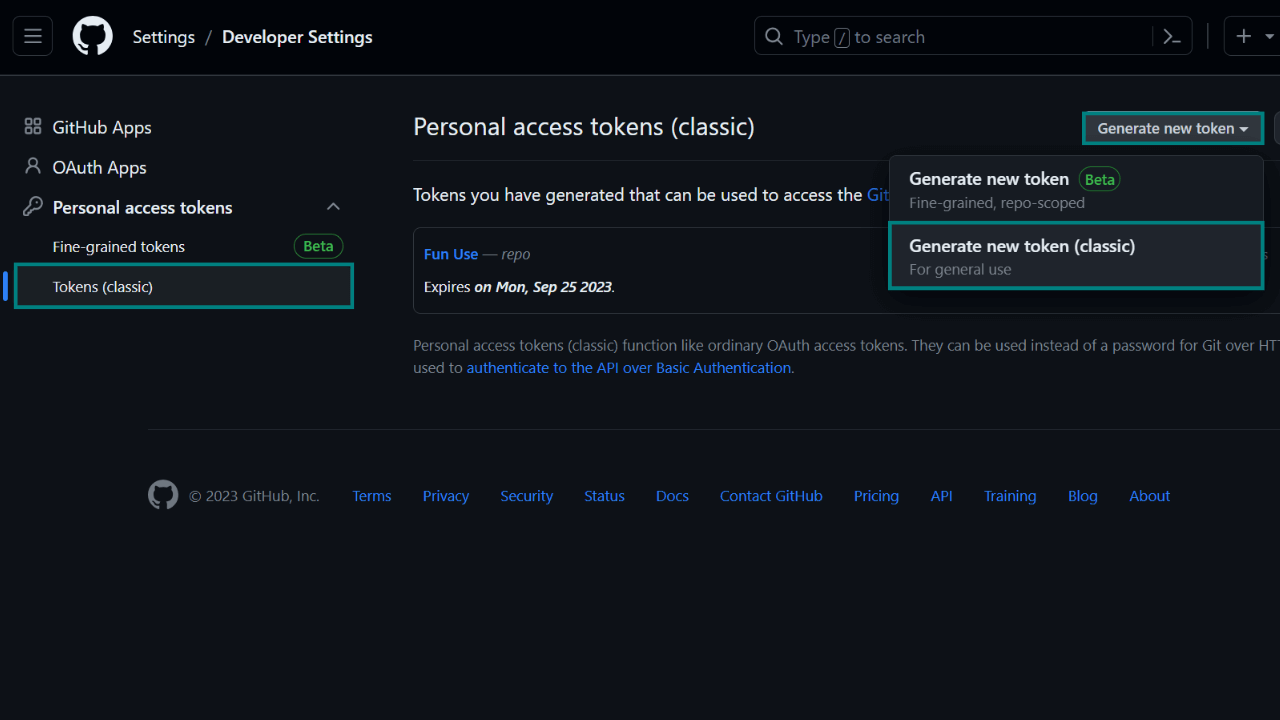 Settings / Developer Settings
Type / to search
GitHub Apps
OAuth Apps
Personal access tokens
Fine-grained tokens Beta
Tokens (classic)
Personal access tokens (classic)
Generate new token
Generate new token Beta
Fine-grained, repo-scoped
Generate new token (classic)
For general use
Tokens you have generated that can be used to access the Git
Fun Use — repo
Expires on Mon, Sep 25 2023.
Personal access tokens (classic) function like ordinary OAuth access tokens. They can be used instead of a password for Git over HT
used to authenticate to the API over Basic Authentication.
© 2023 GitHub, Inc. Terms Privacy Security Status Docs Contact GitHub Pricing API Training Blog About